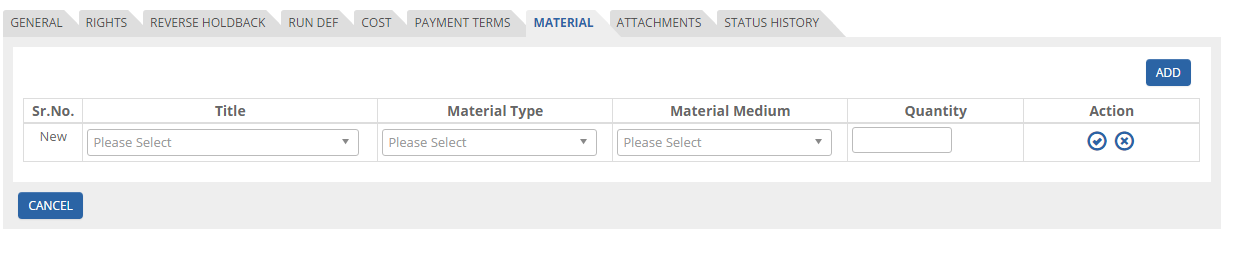 GENERAL RIGHTS REVERSE HOLDBACK RUN DEF COST PAYMENT TERMS MATERIAL ATTACHMENTS STATUS HISTORY
ADD
Sr.No. Title Material Type Material Medium Quantity Action
New Please Select Please Select Please Select
CANCEL